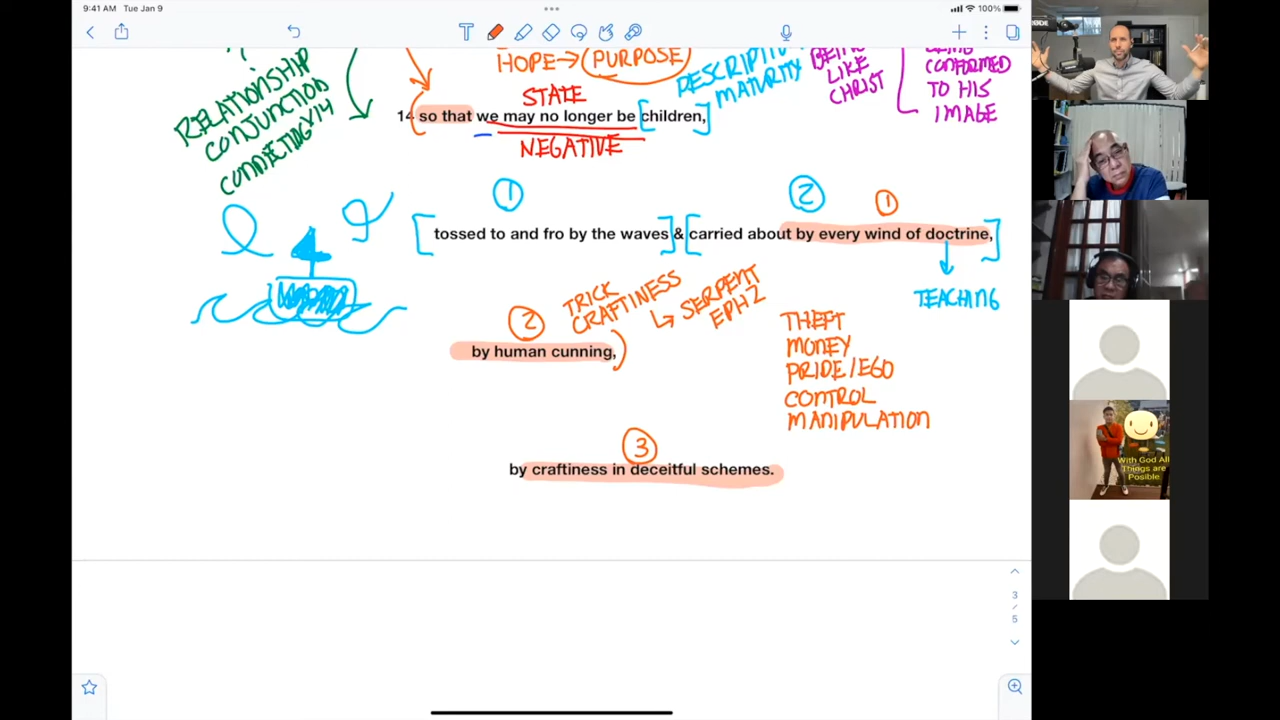 9:41 AM Tue Jan 9
100%
HOPE→ PURPOSE
RELATIONSHIP
CONJUNCTION
CONNECTING V14
DESCRIPTIVE
MATURITY
BEING
LIKE
CHRIST
BEING
CONFORMED
TO HIS
IMAGE
STATE
14 so that we may no longer be [children,]
NEGATIVE
1
2
1
[tossed to and fro by the waves] & [carried about by every wind of doctrine,]
TEACHING
2
TRICK
CRAFTINESS
SERPENT
EPH 2
by human cunning,
THEFT
MONEY
PRIDE/EGO
CONTROL
MANIPULATION
3
by craftiness in deceitful schemes.
3
/
5
With God All
Things are
Posible